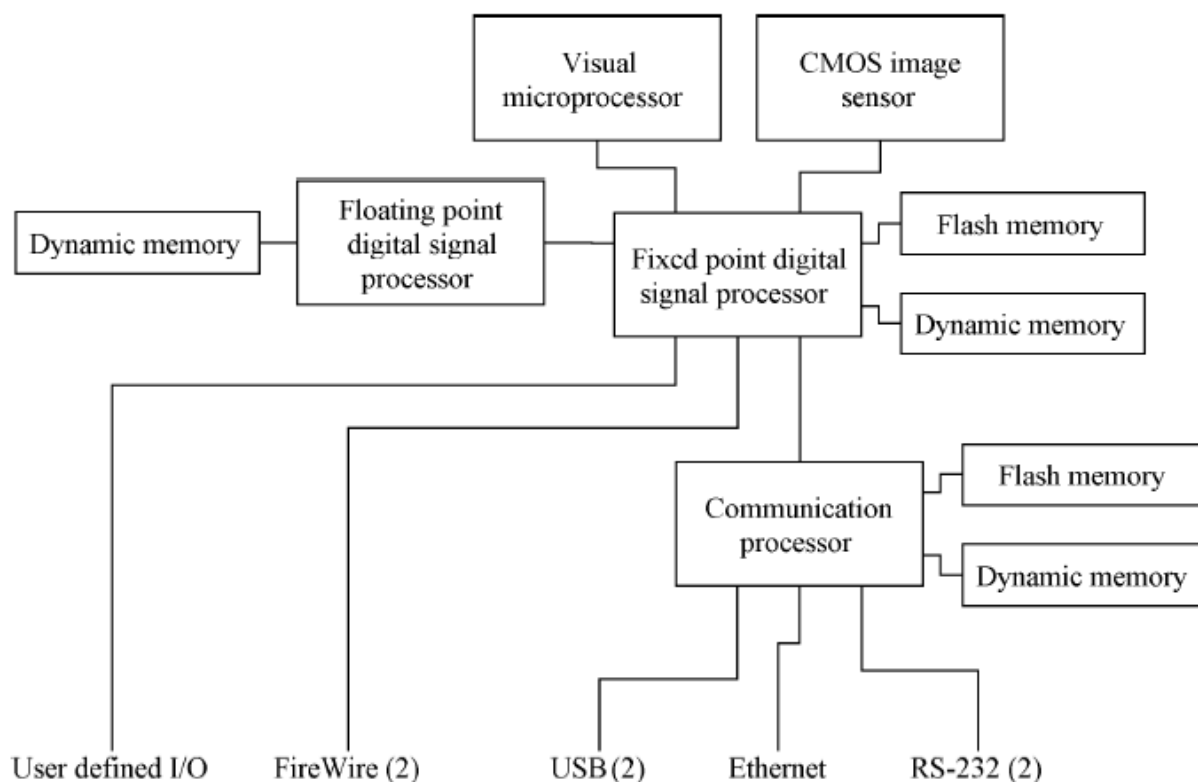 Visual
microprocessor
CMOS image
sensor
Dynamic memory
Floating point
digital signal
processor
Fixcd point digital
signal processor
Flash memory
Dynamic memory
Communication
processor
Flash memory
Dynamic memory
User defined I/O
FireWire (2)
USB (2)
Ethernet
RS-232 (2)